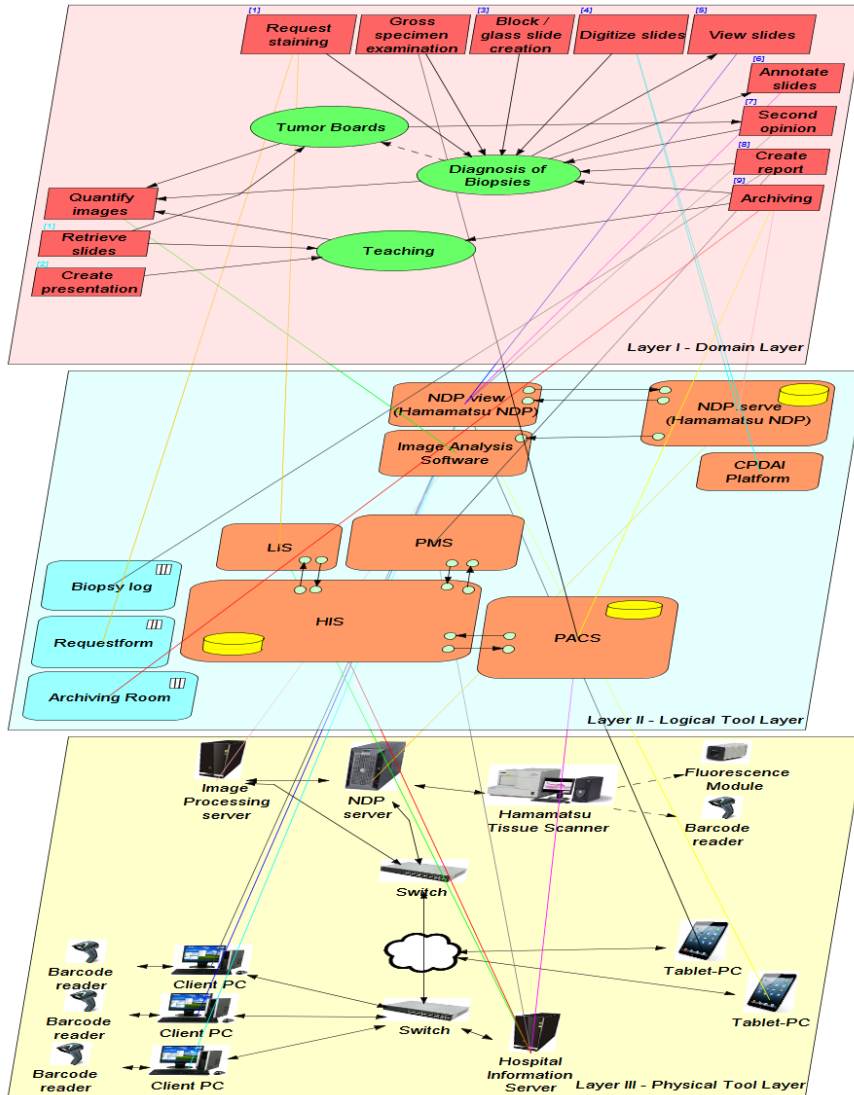 [1]
Request
staining
Gross
specimen
examination
[3]
Block /
glass slide
creation
[4]
Digitize slides
[5]
View slides
[6]
Annotate
slides
[7]
Second
opinion
[8]
Create
report
[9]
Archiving
Tumor Boards
Diagnosis of
Biopsies
Quantify
images
[1]
Retrieve
slides
[2]
Create
presentation
Teaching
Layer I - Domain Layer
NDP.view
(Hamamatsu NDP)
NDP.serve
(Hamamatsu NDP)
Image Analysis
Software
CPDAI
Platform
LiS
PMS
Biopsy log
HIS
PACS
Requestform
Archiving Room
Layer II - Logical Tool Layer
Image
Processing
server
NDP
server
Hamamatsu
Tissue Scanner
Fluorescence
Module
Barcode
reader
Switch
Barcode
reader
Client PC
Tablet-PC
Barcode
reader
Client PC
Switch
Tablet-PC
Barcode
reader
Client PC
Hospital
Information
Server
Layer III - Physical Tool Layer